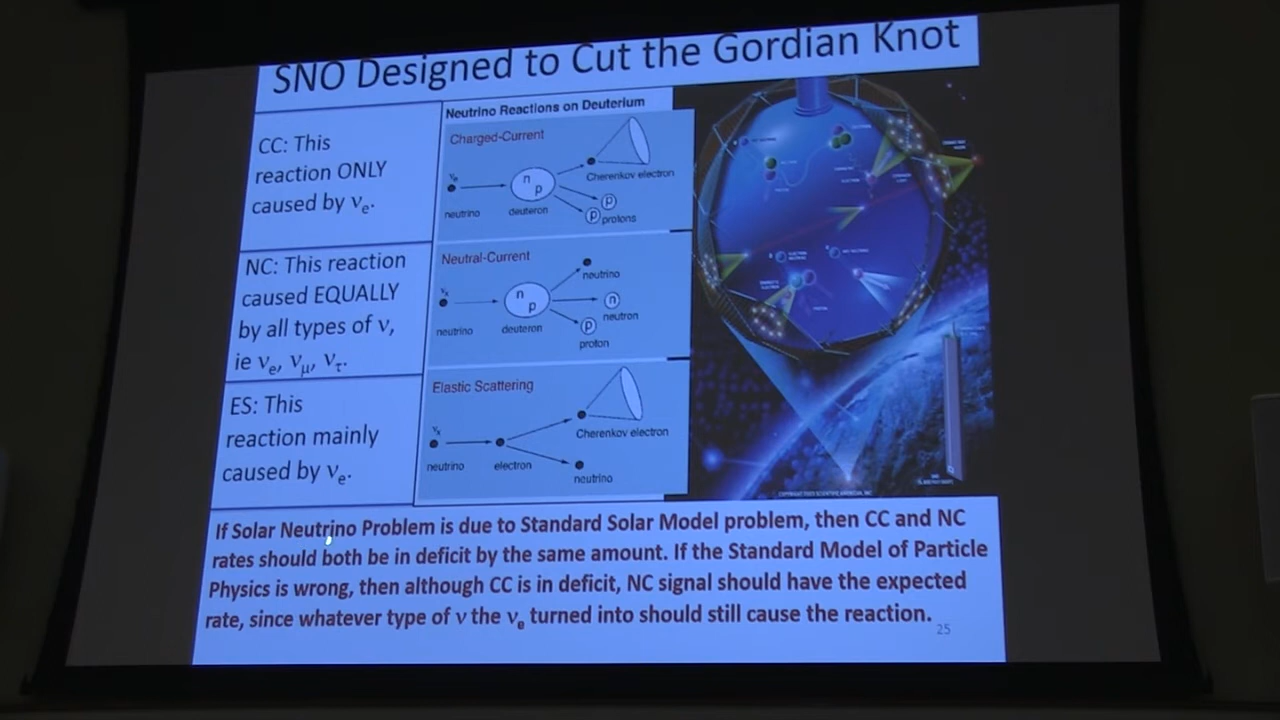 SNO Designed to Cut the Gordian Knot
CC: This
reaction ONLY
caused by νe.
NC: This reaction
caused EQUALLY
by all types of ν,
ie νe, νμ, ντ.
ES: This
reaction mainly
caused by νe.
Neutrino Reactions on Deuterium
Charged-Current
νe
n
p
Cherenkov electron
p
p protons
neutrino
deuteron
Neutral-Current
νx
n
p
neutrino
n
neutron
p
proton
neutrino
deuteron
Elastic Scattering
νx
Cherenkov electron
neutrino
electron
neutrino
If Solar Neutrino Problem is due to Standard Solar Model problem, then CC and NC
rates should both be in deficit by the same amount. If the Standard Model of Particle
Physics is wrong, then although CC is in deficit, NC signal should have the expected
rate, since whatever type of ν the νe turned into should still cause the reaction.
25